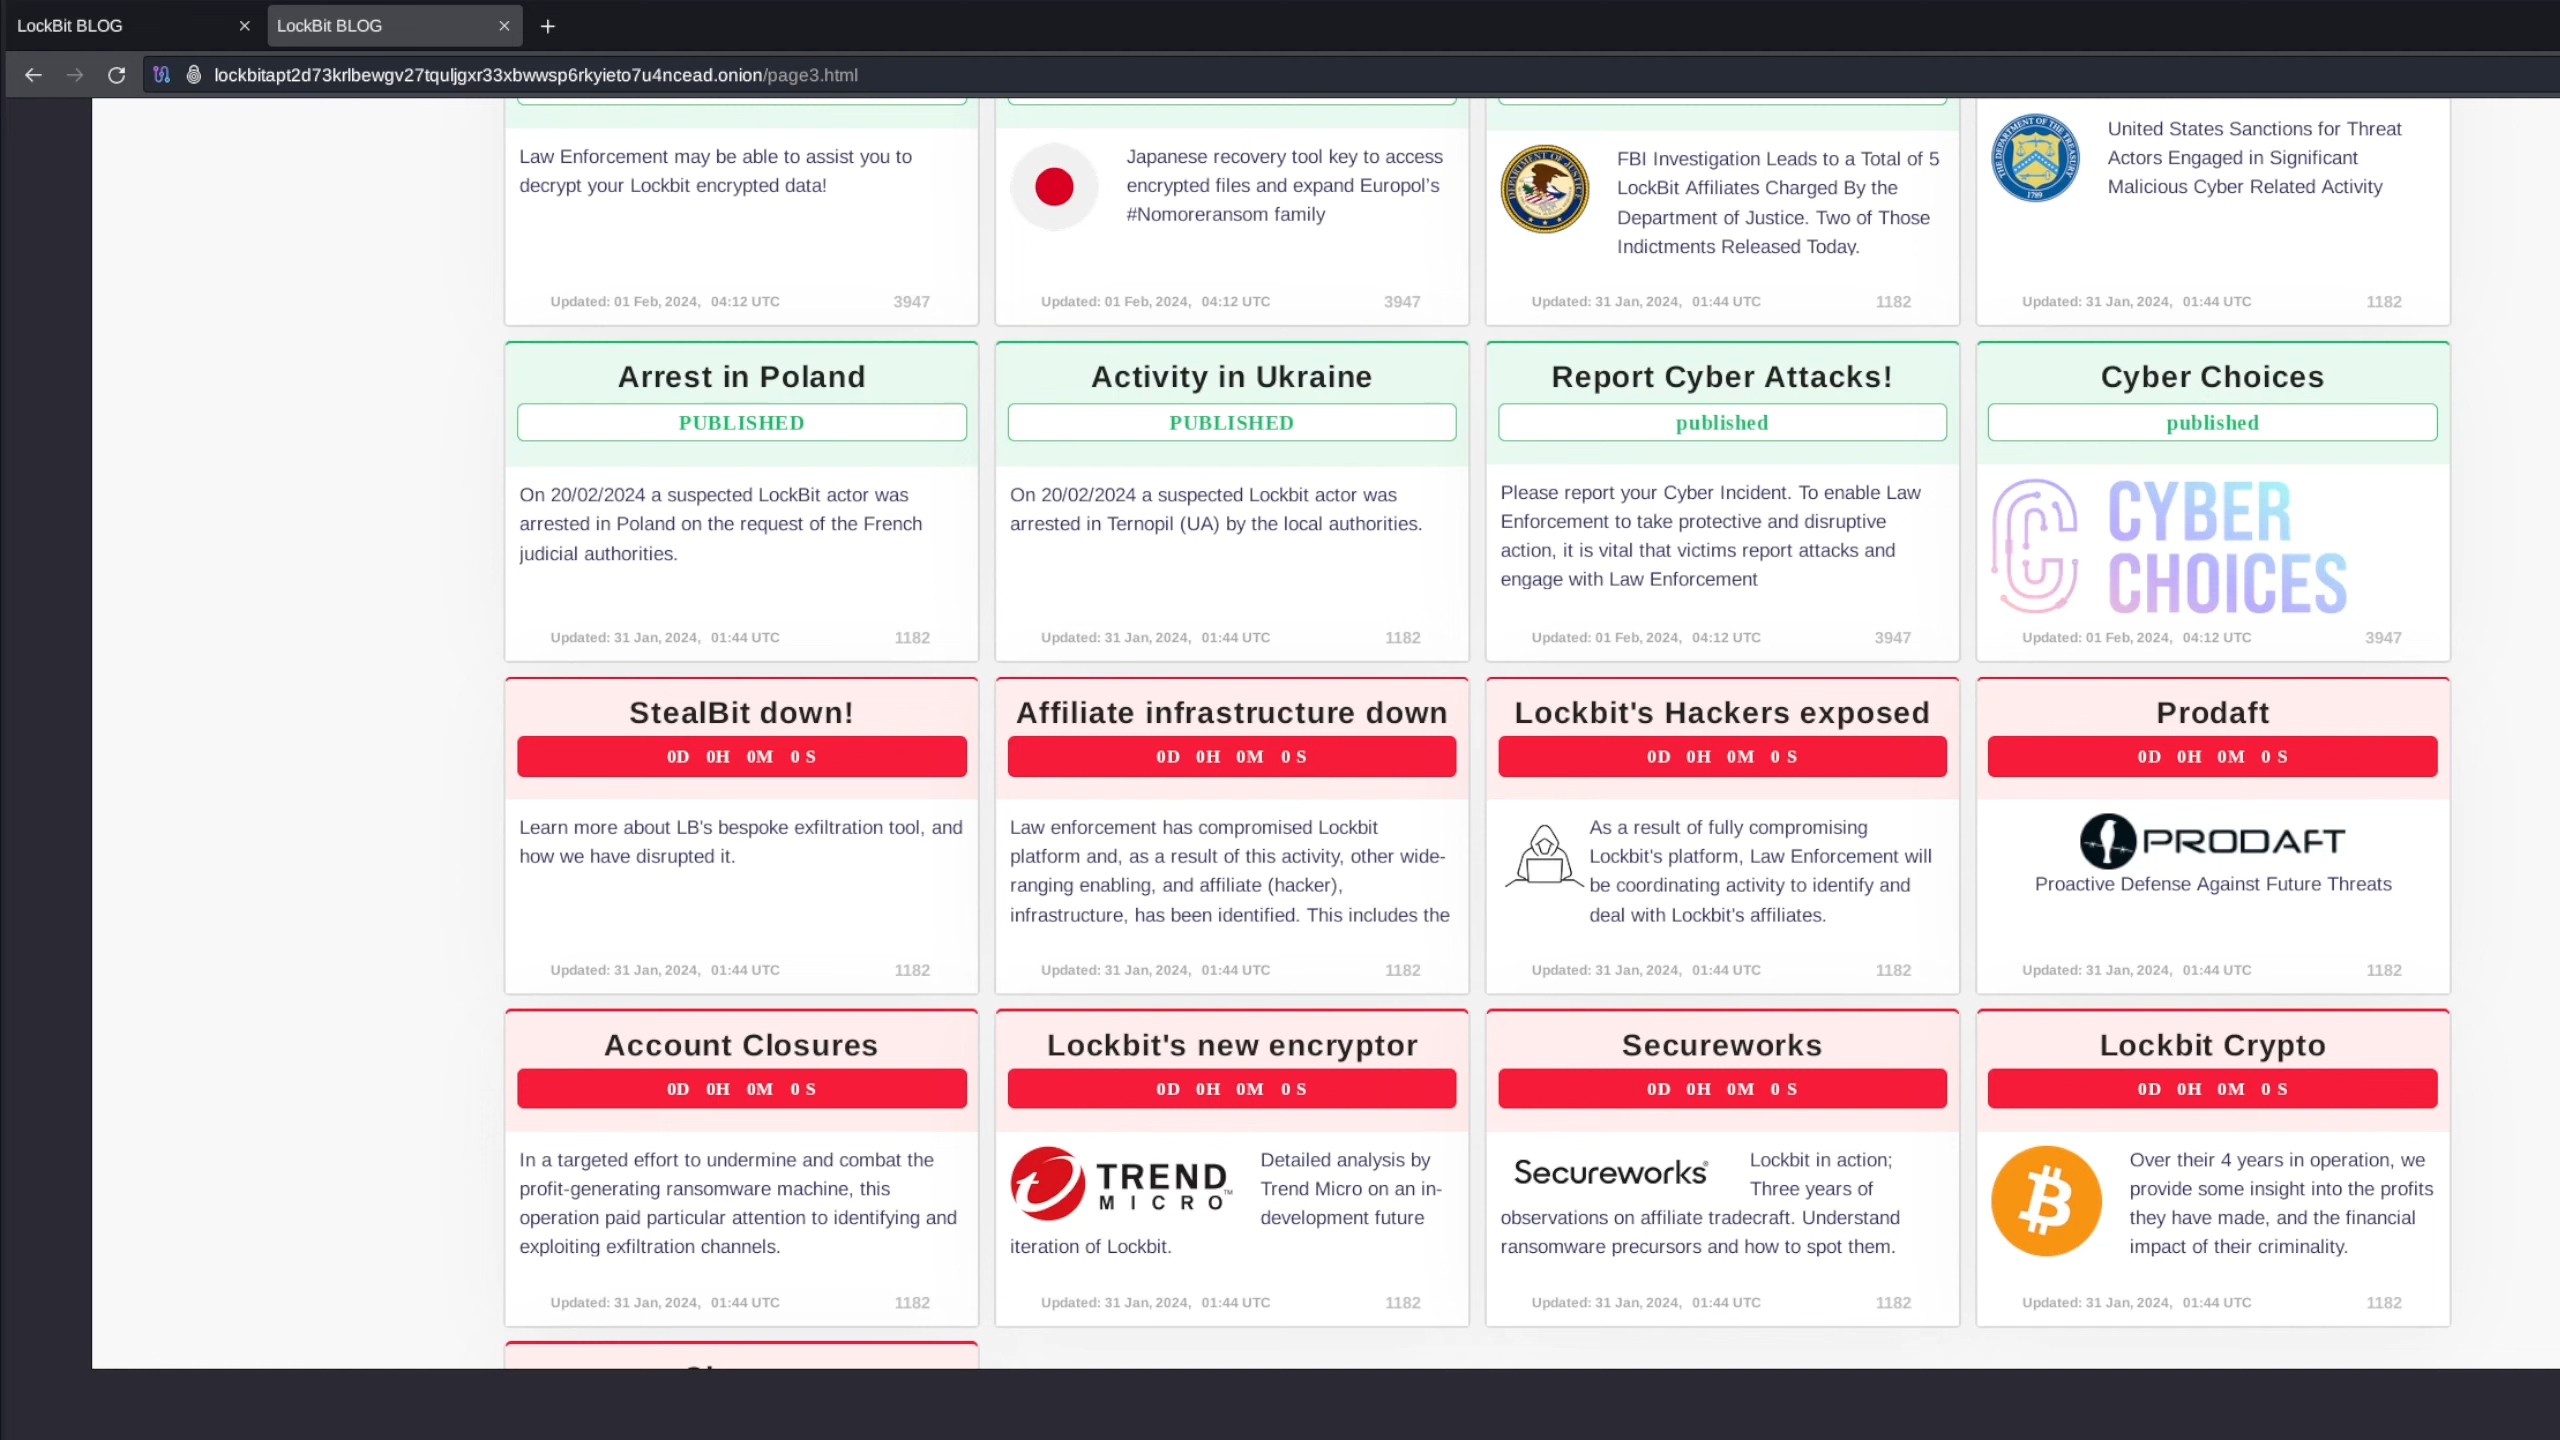 LockBit BLOG
LockBit BLOG
lockbitapt2d73krlbewgv27tquljgxr33xbwwsp6rkyieto7u4ncead.onion/page3.html
Law Enforcement may be able to assist you to
decrypt your Lockbit encrypted data!
Updated: 01 Feb, 2024, 04:12 UTC 3947
Japanese recovery tool key to access
encrypted files and expand Europol's
#Nomoreransom family
Updated: 01 Feb, 2024, 04:12 UTC 3947
FBI Investigation Leads to a Total of 5
LockBit Affiliates Charged By the
Department of Justice. Two of Those
Indictments Released Today.
Updated: 31 Jan, 2024, 01:44 UTC 1182
THE DEPARTMENT OF THE TREASURY
1789
United States Sanctions for Threat
Actors Engaged in Significant
Malicious Cyber Related Activity
Updated: 31 Jan, 2024, 01:44 UTC 1182
Arrest in Poland
PUBLISHED
On 20/02/2024 a suspected LockBit actor was
arrested in Poland on the request of the French
judicial authorities.
Updated: 31 Jan, 2024, 01:44 UTC 1182
Activity in Ukraine
PUBLISHED
On 20/02/2024 a suspected Lockbit actor was
arrested in Ternopil (UA) by the local authorities.
Updated: 31 Jan, 2024, 01:44 UTC 1182
Report Cyber Attacks!
published
Please report your Cyber Incident. To enable Law
Enforcement to take protective and disruptive
action, it is vital that victims report attacks and
engage with Law Enforcement
Updated: 01 Feb, 2024, 04:12 UTC 3947
Cyber Choices
published
CYBER
CHOICES
Updated: 01 Feb, 2024, 04:12 UTC 3947
StealBit down!
0D 0H 0M 0 S
Learn more about LB's bespoke exfiltration tool, and
how we have disrupted it.
Updated: 31 Jan, 2024, 01:44 UTC 1182
Affiliate infrastructure down
0D 0H 0M 0 S
Law enforcement has compromised Lockbit
platform and, as a result of this activity, other wide-
ranging enabling, and affiliate (hacker),
infrastructure, has been identified. This includes the
Updated: 31 Jan, 2024, 01:44 UTC 1182
Lockbit's Hackers exposed
0D 0H 0M 0 S
As a result of fully compromising
Lockbit's platform, Law Enforcement will
be coordinating activity to identify and
deal with Lockbit's affiliates.
Updated: 31 Jan, 2024, 01:44 UTC 1182
Prodaft
0D 0H 0M 0 S
PRODAFT
Proactive Defense Against Future Threats
Updated: 31 Jan, 2024, 01:44 UTC 1182
Account Closures
0D 0H 0M 0 S
In a targeted effort to undermine and combat the
profit-generating ransomware machine, this
operation paid particular attention to identifying and
exploiting exfiltration channels.
Updated: 31 Jan, 2024, 01:44 UTC 1182
Lockbit's new encryptor
0D 0H 0M 0 S
TREND
MICRO™
Detailed analysis by
Trend Micro on an in-
development future
iteration of Lockbit.
Updated: 31 Jan, 2024, 01:44 UTC 1182
Secureworks
0D 0H 0M 0 S
Secureworks®
Lockbit in action;
Three years of
observations on affiliate tradecraft. Understand
ransomware precursors and how to spot them.
Updated: 31 Jan, 2024, 01:44 UTC 1182
Lockbit Crypto
0D 0H 0M 0 S
Over their 4 years in operation, we
provide some insight into the profits
they have made, and the financial
impact of their criminality.
Updated: 31 Jan, 2024, 01:44 UTC 1182